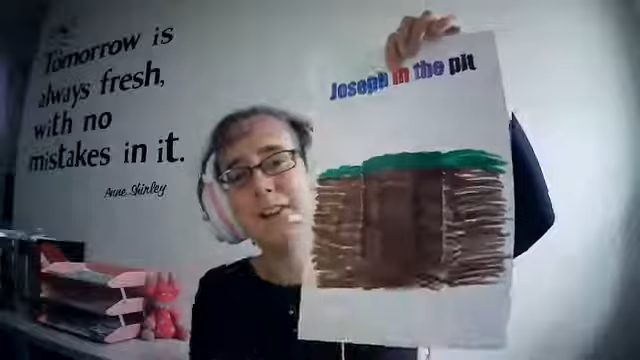 Tomorrow is
always fresh,
with no
mistakes in it.
Anne Shirley
Joseph in the pit